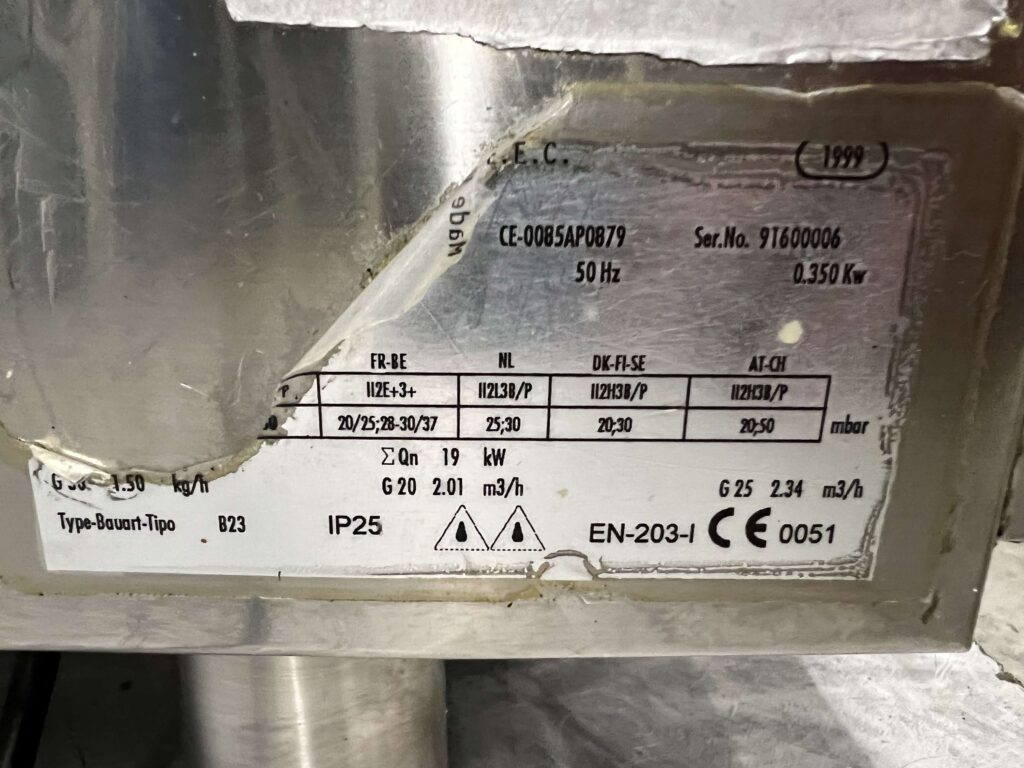 .E.C. 1999
Made
CE-0085AP0879 Ser.No. 9T600006
50 Hz 0.350 Kw
FR-BE NL DK-FI-SE AT-CH
P. II2E+3+ II2L3B/P II2H3B/P II2H3B/P
20/25;28-30/37 25;30 20;30 20;50 mbar
ΣQn 19 kW
1.50 kg/h G 20 2.01 m3/h G 25 2.34 m3/h
Type-Bauart-Tipo B23 IP25 EN-203-I CE 0051